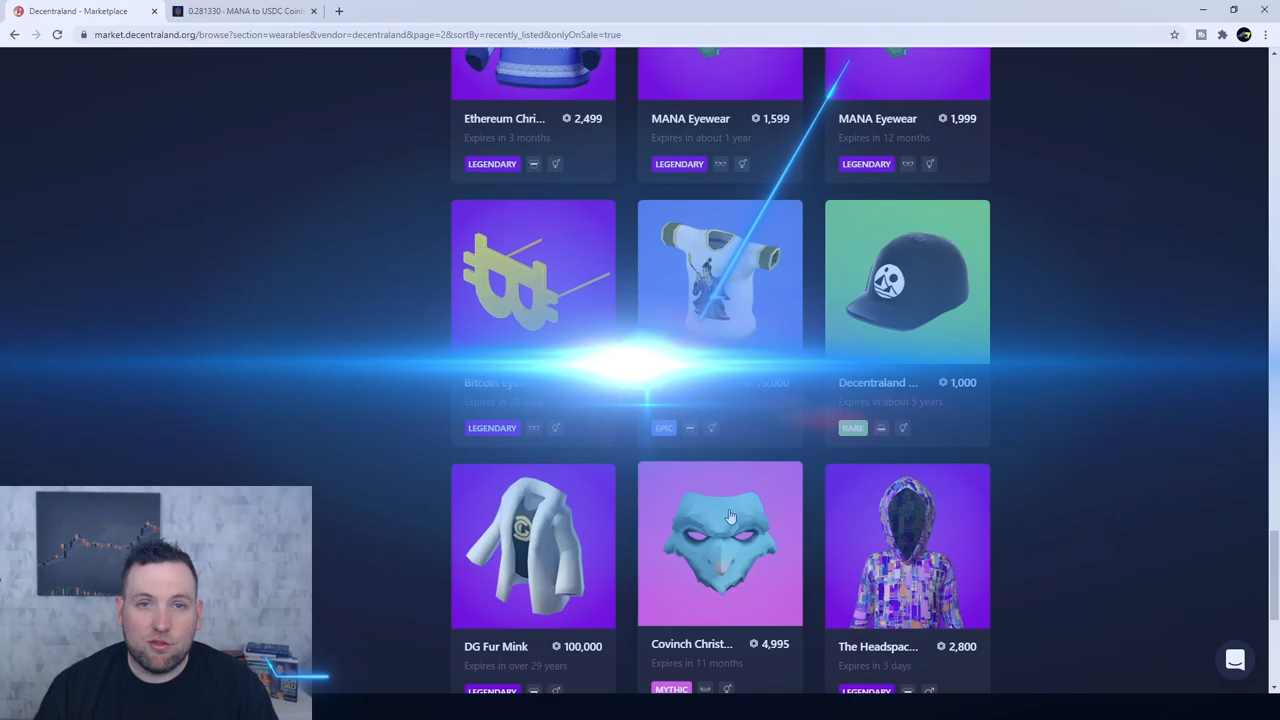 Decentraland - Marketplace
0.281330 - MANA to USDC Coinb
market.decentraland.org/browse?section=wearables&vendor=decentraland&page=2&sortBy=recently_listed&onlyOnSale=true
Ethereum Chri... 2,499
Expires in 3 months
LEGENDARY
MANA Eyewear 1,599
Expires in about 1 year
LEGENDARY
MANA Eyewear 1,999
Expires in 12 months
LEGENDARY
Bitcoin
Expires in
LEGENDARY
EPIC
Decentraland ... 1,000
Expires in about 5 years
RARE
DG Fur Mink 100,000
Expires in over 29 years
LEGENDARY
Covinch Christ... 4,995
Expires in 11 months
MYTHIC
The Headspac... 2,800
Expires in 3 days
LEGENDARY